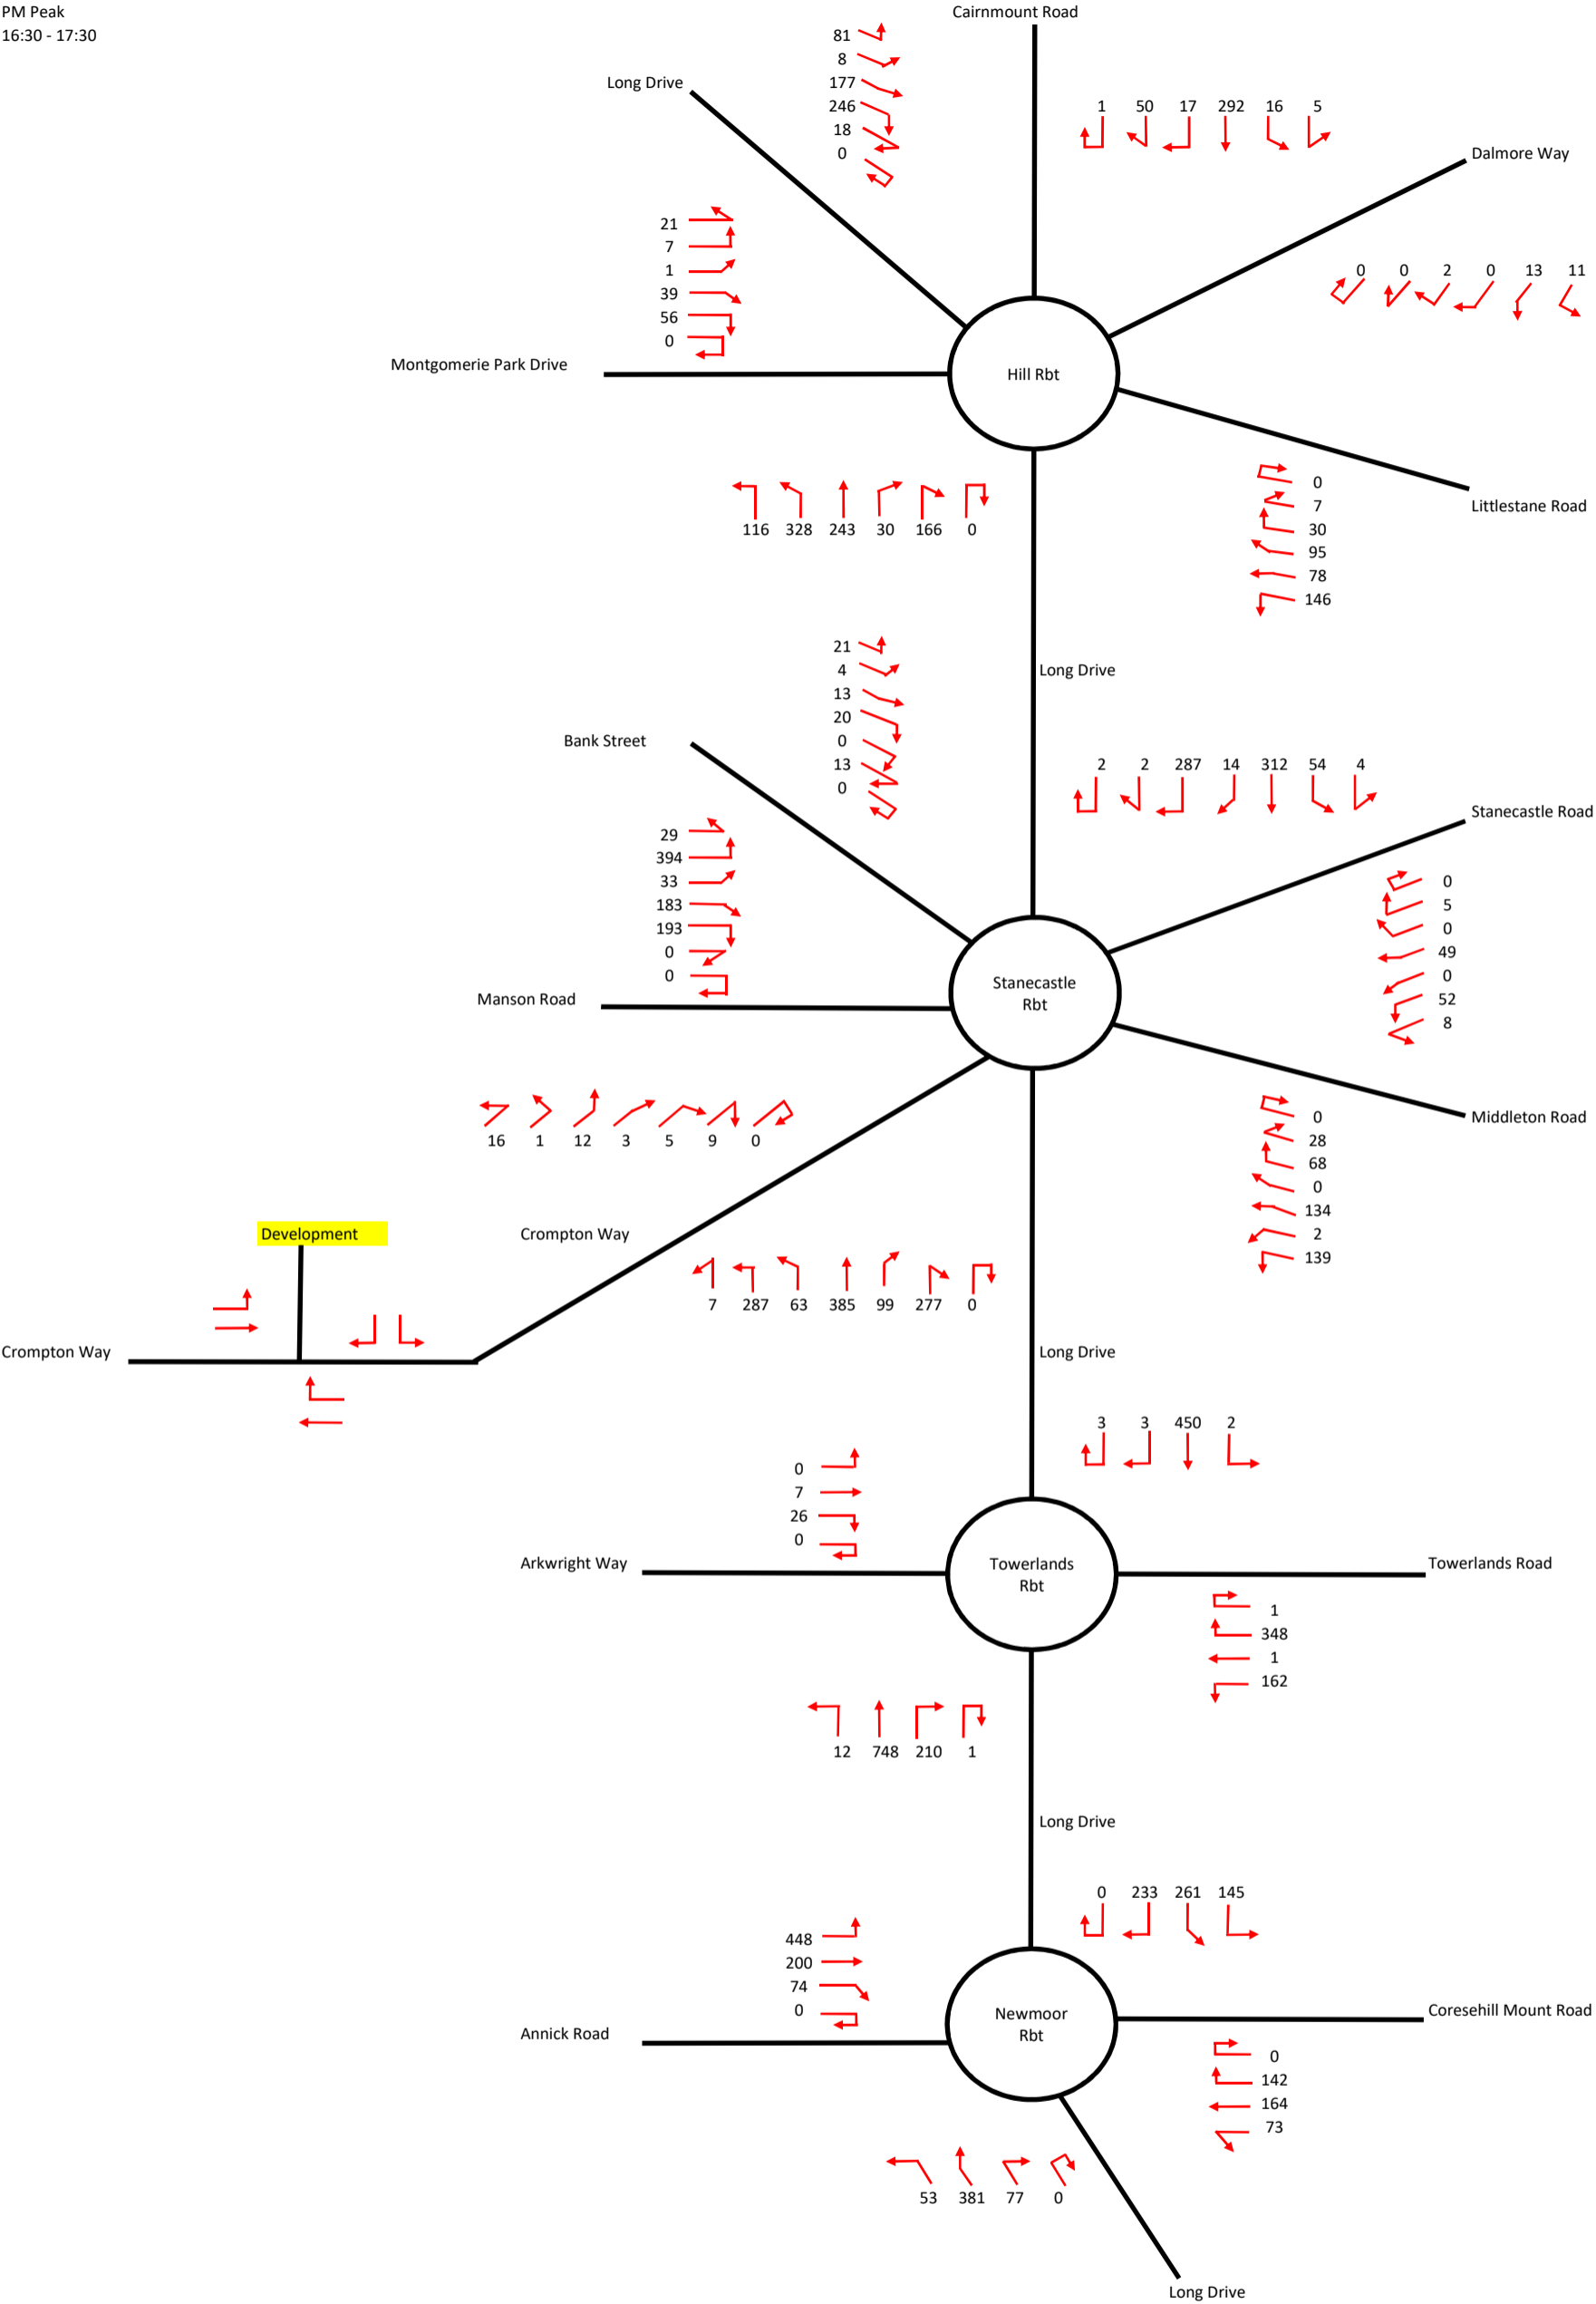 PM Peak
16:30 - 17:30
Cairnmount Road
81
8
177
246
18
0
Long Drive
1 50 17 292 16 5
Dalmore Way
21
7
1
39
56
0
0 0 2 0 13 11
Montgomerie Park Drive
Hill Rbt
Littlestane Road
0
7
30
95
78
146
116 328 243 30 166 0
Long Drive
21
4
13
20
0
13
0
Bank Street
2 2 287 14 312 54 4
Stanecastle Road
29
394
33
183
193
0
0
0
5
0
49
0
52
8
Manson Road
Stanecastle
Rbt
Middleton Road
0
28
68
0
134
2
139
16 1 12 3 5 9 0
Development
Crompton Way
7 287 63 385 99 277 0
Crompton Way
Long Drive
3 3 450 2
0
7
26
0
Arkwright Way
Towerlands
Rbt
Towerlands Road
1
348
1
162
12 748 210 1
Long Drive
0 233 261 145
448
200
74
0
Annick Road
Newmoor
Rbt
Coresehill Mount Road
0
142
164
73
53 381 77 0
Long Drive